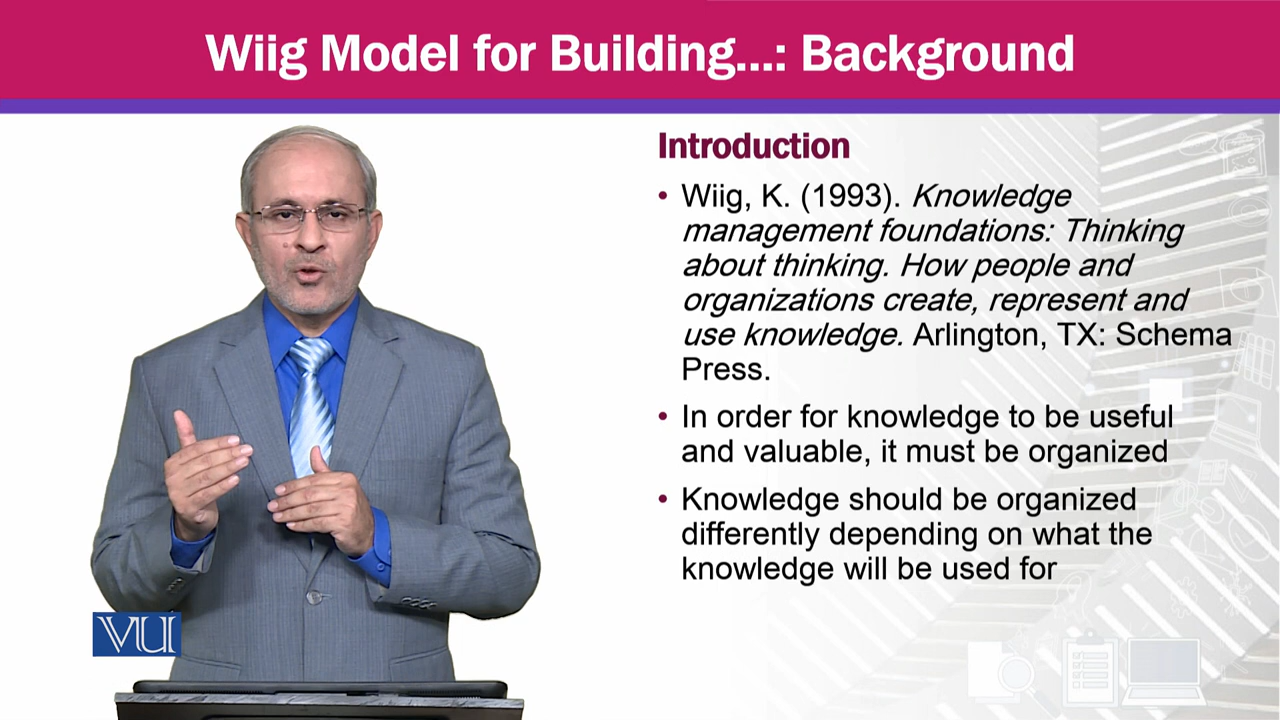 Wiig Model for Building...: Background
Introduction
• Wiig, K. (1993). Knowledge
management foundations: Thinking
about thinking. How people and
organizations create, represent and
use knowledge. Arlington, TX: Schema
Press.
• In order for knowledge to be useful
and valuable, it must be organized
• Knowledge should be organized
differently depending on what the
knowledge will be used for
VU